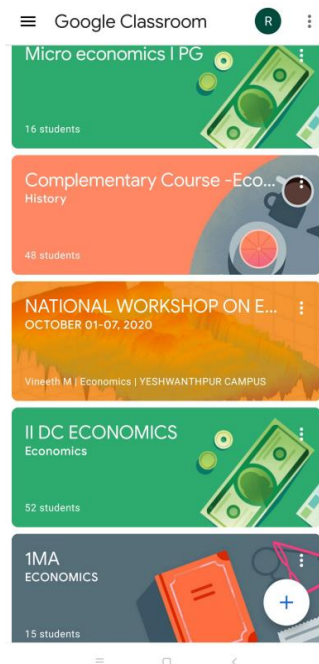 Google Classroom
R
Micro economics I PG
16 students
Complementary Course -Eco...
History
48 students
NATIONAL WORKSHOP ON E...
OCTOBER 01-07, 2020
Vineeth M | Economics | YESHWANTHPUR CAMPUS
II DC ECONOMICS
Economics
52 students
1MA
ECONOMICS
15 students